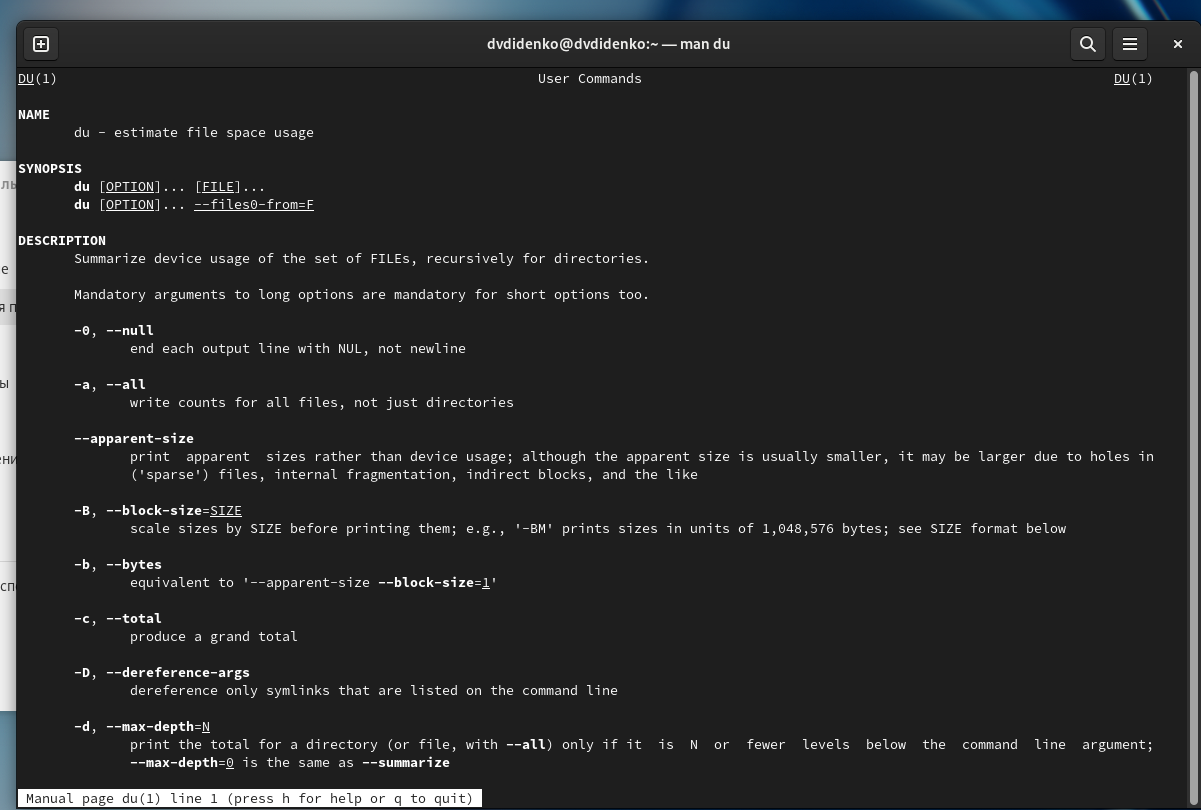 dvdidenko@dvdidenko:~ — man du
DU(1) User Commands DU(1)
NAME
du - estimate file space usage
SYNOPSIS
du [OPTION]... [FILE]...
du [OPTION]... --files0-from=F
DESCRIPTION
Summarize device usage of the set of FILEs, recursively for directories.
Mandatory arguments to long options are mandatory for short options too.
-0, --null
end each output line with NUL, not newline
-a, --all
write counts for all files, not just directories
--apparent-size
print apparent sizes rather than device usage; although the apparent size is usually smaller, it may be larger due to holes in
('sparse') files, internal fragmentation, indirect blocks, and the like
-B, --block-size=SIZE
scale sizes by SIZE before printing them; e.g., '-BM' prints sizes in units of 1,048,576 bytes; see SIZE format below
-b, --bytes
equivalent to '--apparent-size --block-size=1'
-c, --total
produce a grand total
-D, --dereference-args
dereference only symlinks that are listed on the command line
-d, --max-depth=N
print the total for a directory (or file, with --all) only if it is N or fewer levels below the command line argument;
--max-depth=0 is the same as --summarize
Manual page du(1) line 1 (press h for help or q to quit)